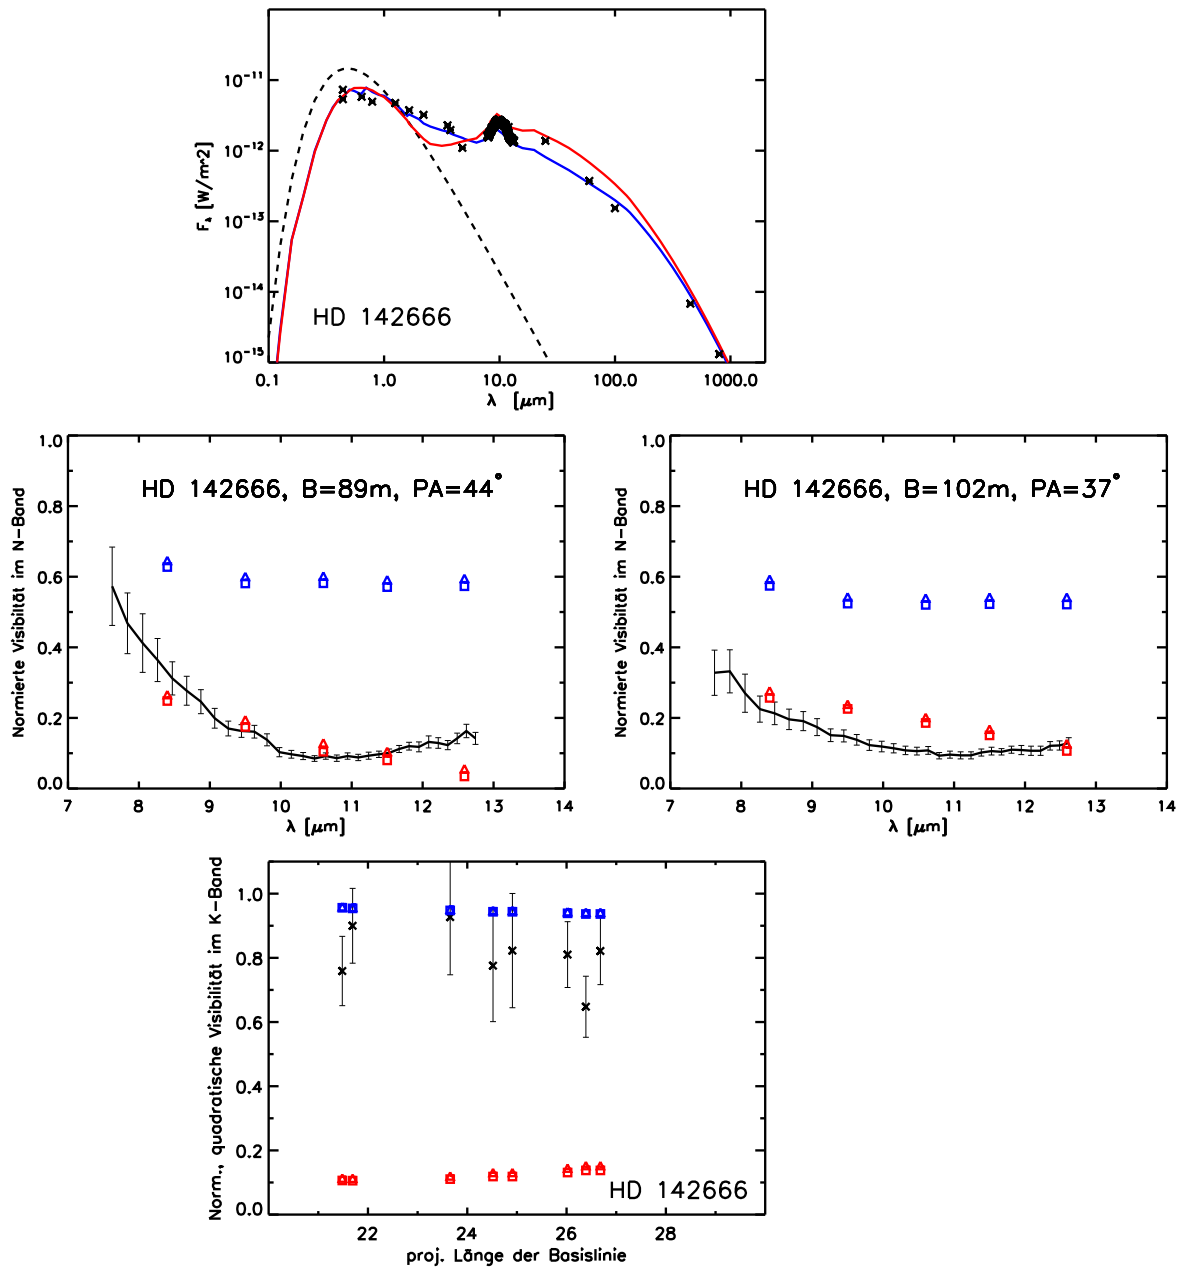 10⁻¹¹
10⁻¹²
10⁻¹³
10⁻¹⁴
10⁻¹⁵
F_λ [W/m^2]
HD 142666
0.1 1.0 10.0 100.0 1000.0
λ [μm]
1.0
0.8
0.6
0.4
0.2
0.0
Normierte Visibiltät im N-Band
HD 142666, B=89m, PA=44°
7 8 9 10 11 12 13 14
λ [μm]
1.0
0.8
0.6
0.4
0.2
0.0
Normierte Visibiltät im N-Band
HD 142666, B=102m, PA=37°
7 8 9 10 11 12 13 14
λ [μm]
1.0
0.8
0.6
0.4
0.2
0.0
Norm., quadratische Visibilität im K-Band
HD 142666
22 24 26 28
proj. Länge der Basislinie